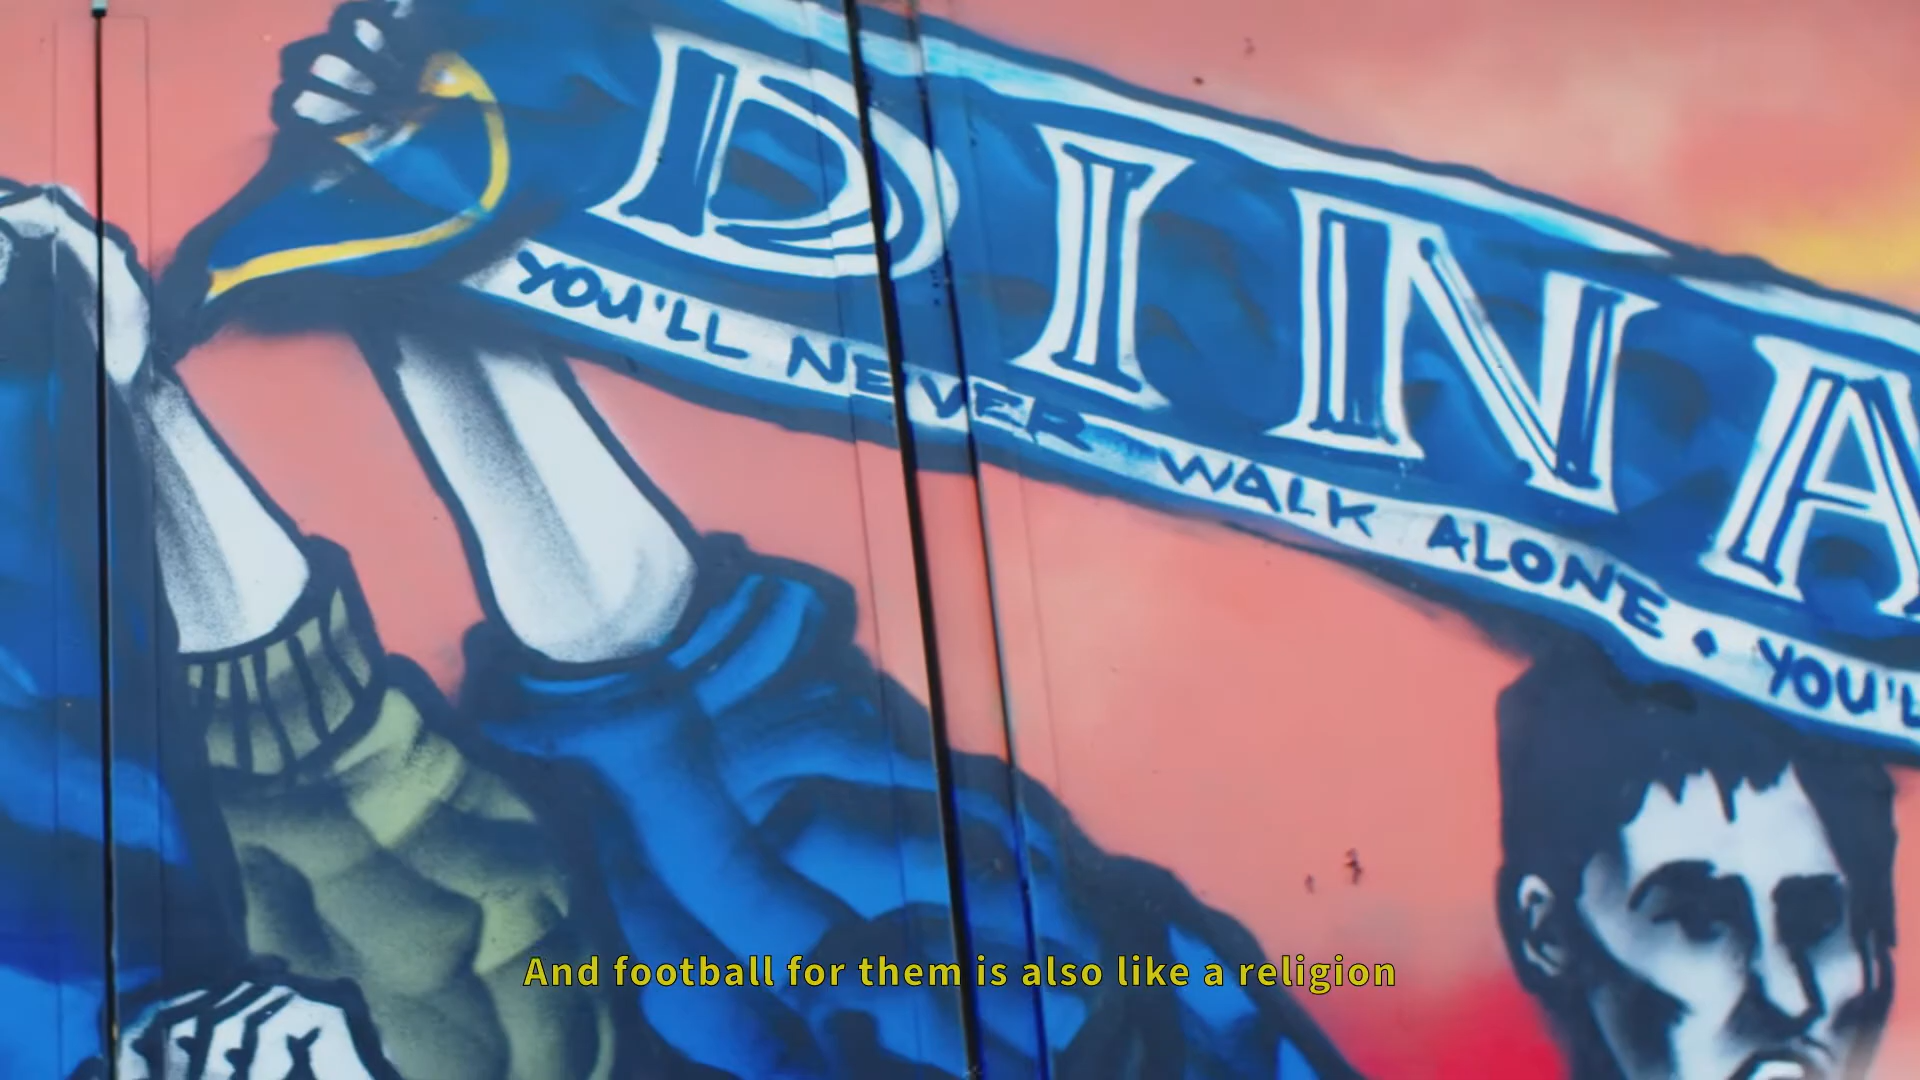 DINA
YOU'LL NEVER WALK ALONE • YOU'L
And football for them is also like a religion